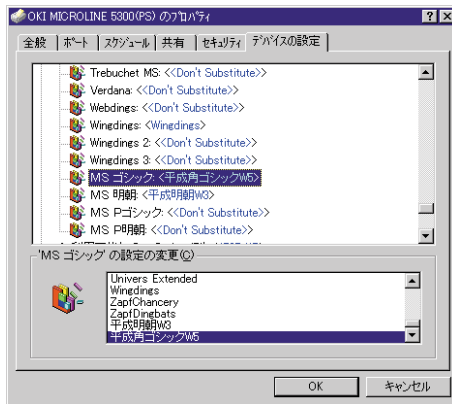 OKI MICROLINE 5300(PS) のプロパティ
全般 ポート スケジュール 共有 セキュリティ デバイスの設定
Trebuchet MS: <<Don't Substitute>>
Verdana: <<Don't Substitute>>
Webdings: <<Don't Substitute>>
Wingdings: <Wingdings>
Wingdings 2: <<Don't Substitute>>
Wingdings 3: <<Don't Substitute>>
MS ゴシック: <平成角ゴシックW5>
MS 明朝: <平成明朝W3>
MS Pゴシック: <<Don't Substitute>>
MS P明朝: <<Don't Substitute>>
'MS ゴシック' の設定の変更(C)
Univers Extended
Wingdings
ZapfChancery
ZapfDingbats
平成明朝W3
平成角ゴシックW5
OK キャンセル